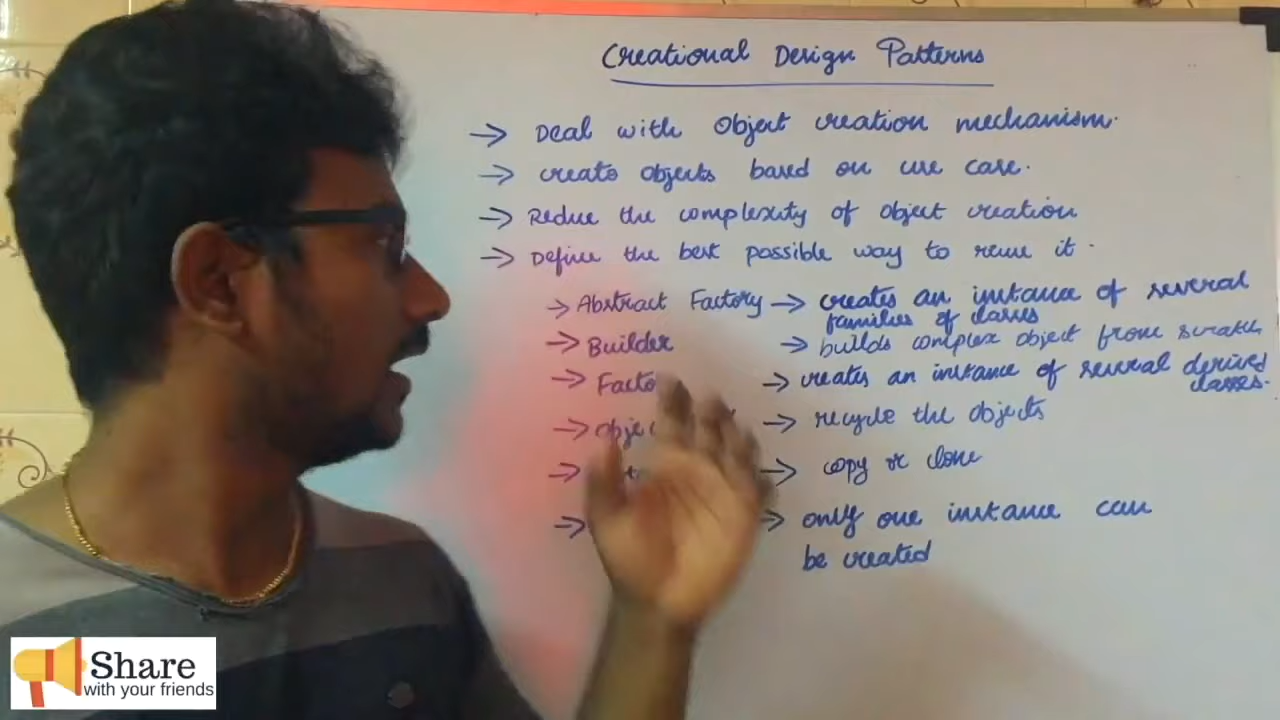 Creational Design Patterns
→ Deal with Object creation mechanism.
→ create objects based on use case.
→ Reduce the complexity of object creation
→ Define the best possible way to reuse it.
→ Abstract Factory → creates an instance of several
families of classes
→ Builder → builds complex object from scratch
→ Facto → creates an instance of several derived
classes.
→ Obje → recycle the objects
→ → copy or clone
→ → only one instance can
be created
Share
with your friends